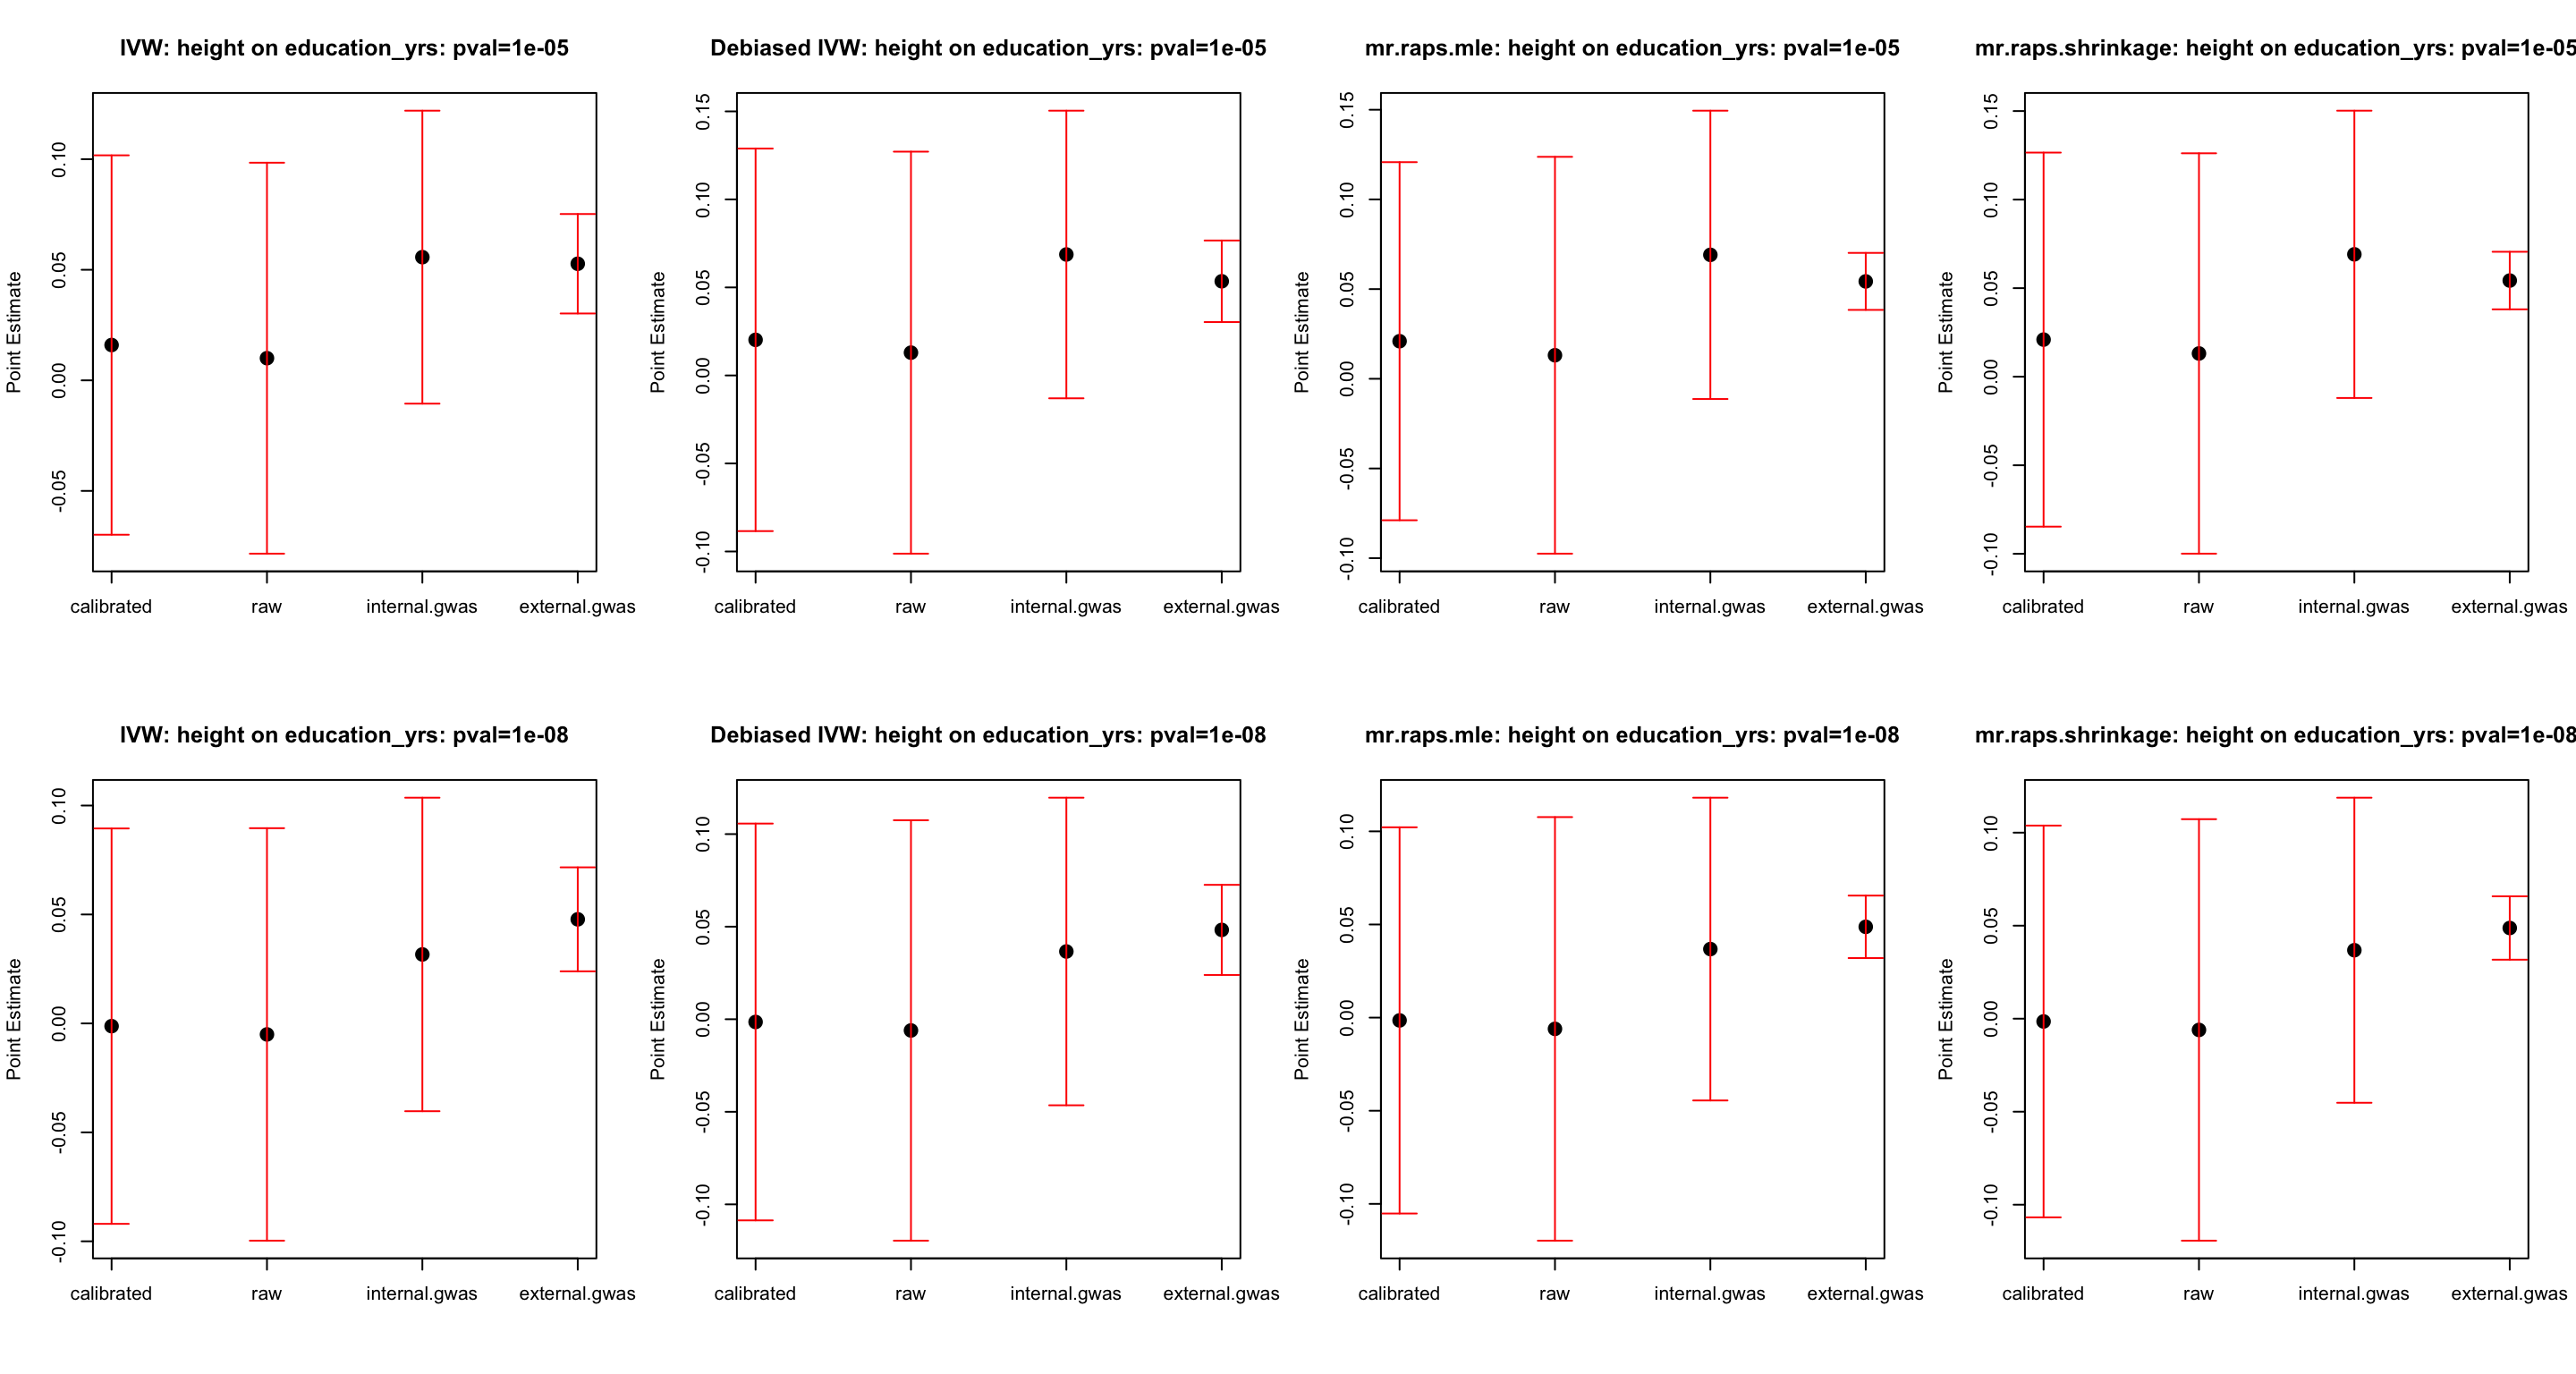 IVW: height on education_yrs: pval=1e-05
Point Estimate
0.10
0.05
0.00
-0.05
calibrated raw internal.gwas external.gwas
Debiased IVW: height on education_yrs: pval=1e-05
Point Estimate
0.15
0.10
0.05
0.00
-0.05
-0.10
calibrated raw internal.gwas external.gwas
mr.raps.mle: height on education_yrs: pval=1e-05
Point Estimate
0.15
0.10
0.05
0.00
-0.05
-0.10
calibrated raw internal.gwas external.gwas
mr.raps.shrinkage: height on education_yrs: pval=1e-05
Point Estimate
0.15
0.10
0.05
0.00
-0.05
-0.10
calibrated raw internal.gwas external.gwas
IVW: height on education_yrs: pval=1e-08
Point Estimate
0.10
0.05
0.00
-0.05
-0.10
calibrated raw internal.gwas external.gwas
Debiased IVW: height on education_yrs: pval=1e-08
Point Estimate
0.10
0.05
0.00
-0.05
-0.10
calibrated raw internal.gwas external.gwas
mr.raps.mle: height on education_yrs: pval=1e-08
Point Estimate
0.10
0.05
0.00
-0.05
-0.10
calibrated raw internal.gwas external.gwas
mr.raps.shrinkage: height on education_yrs: pval=1e-08
Point Estimate
0.10
0.05
0.00
-0.05
-0.10
calibrated raw internal.gwas external.gwas